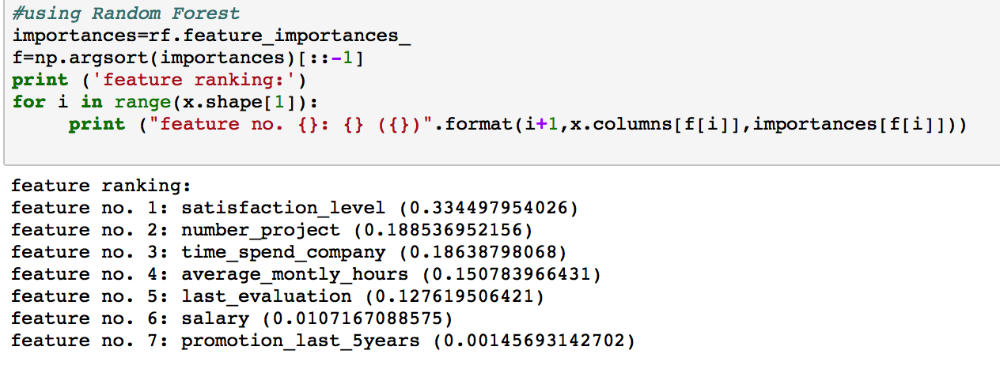 #using Random Forest
importances=rf.feature_importances_
f=np.argsort(importances)[::-1]
print ('feature ranking:')
for i in range(x.shape[1]):
     print ("feature no. {}: {} ({})".format(i+1,x.columns[f[i]],importances[f[i]]))
feature ranking:
feature no. 1: satisfaction_level (0.334497954026)
feature no. 2: number_project (0.188536952156)
feature no. 3: time_spend_company (0.18638798068)
feature no. 4: average_montly_hours (0.150783966431)
feature no. 5: last_evaluation (0.127619506421)
feature no. 6: salary (0.0107167088575)
feature no. 7: promotion_last_5years (0.00145693142702)